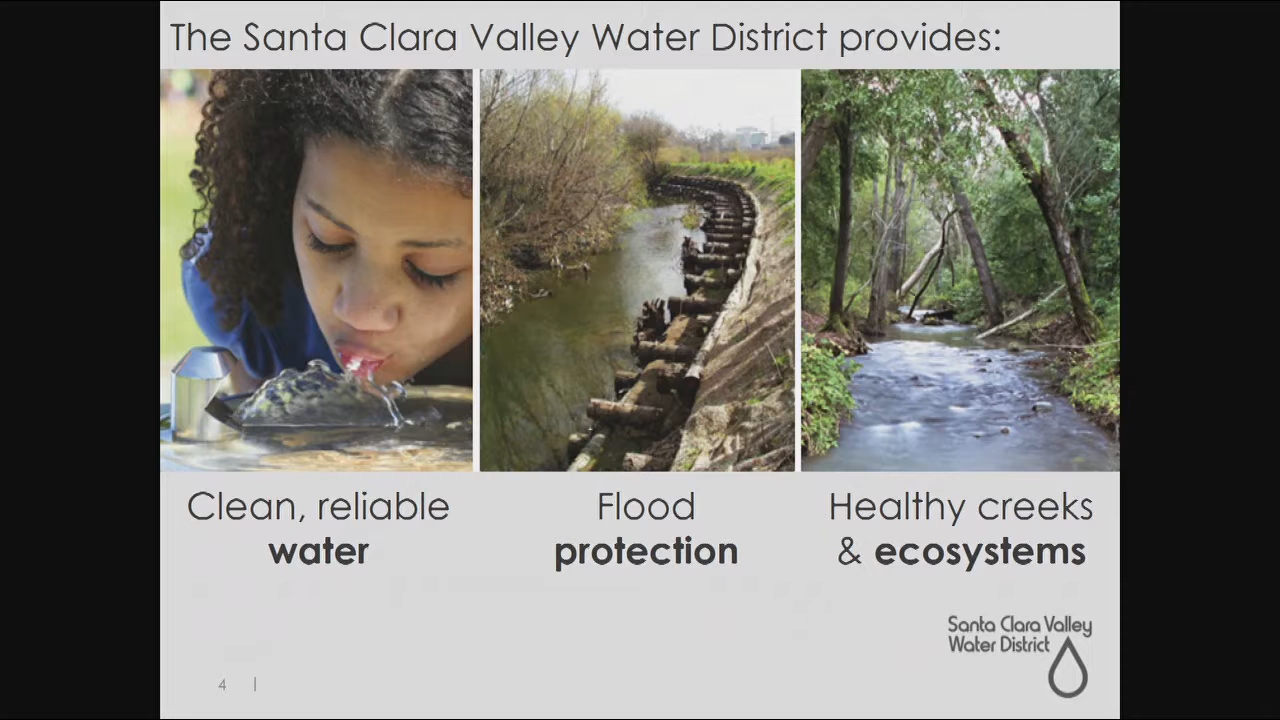 The Santa Clara Valley Water District provides:
Clean, reliable
water
Flood
protection
Healthy creeks
& ecosystems
Santa Clara Valley
Water District
4 |